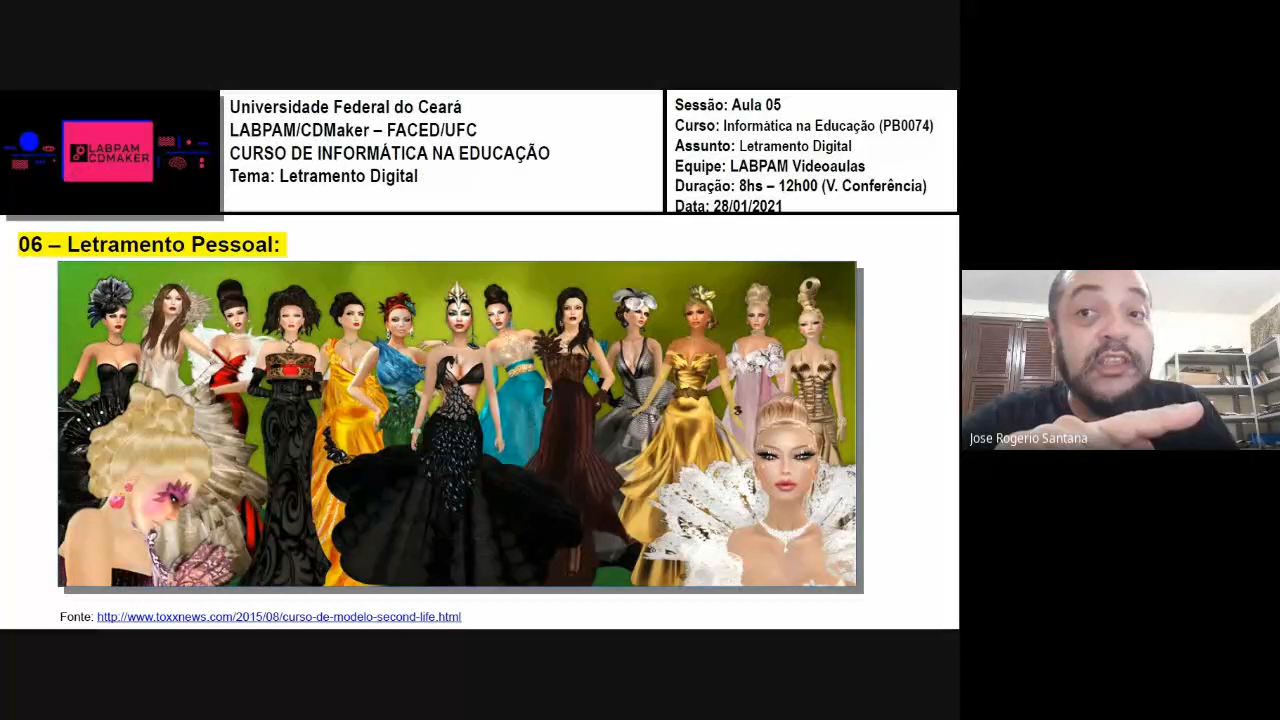 LABPAM
CDMAKER
Universidade Federal do Ceará
LABPAM/CDMaker – FACED/UFC
CURSO DE INFORMÁTICA NA EDUCAÇÃO
Tema: Letramento Digital
Sessão: Aula 05
Curso: Informàtica na Educação (PB0074)
Assunto: Letramento Digital
Equipe: LABPAM Videoaulas
Duração: 8hs – 12h00 (V. Conferência)
Data: 28/01/2021
06 – Letramento Pessoal:
Jose Rogerio Santana
Fonte: http://www.toxxnews.com/2015/08/curso-de-modelo-second-life.html